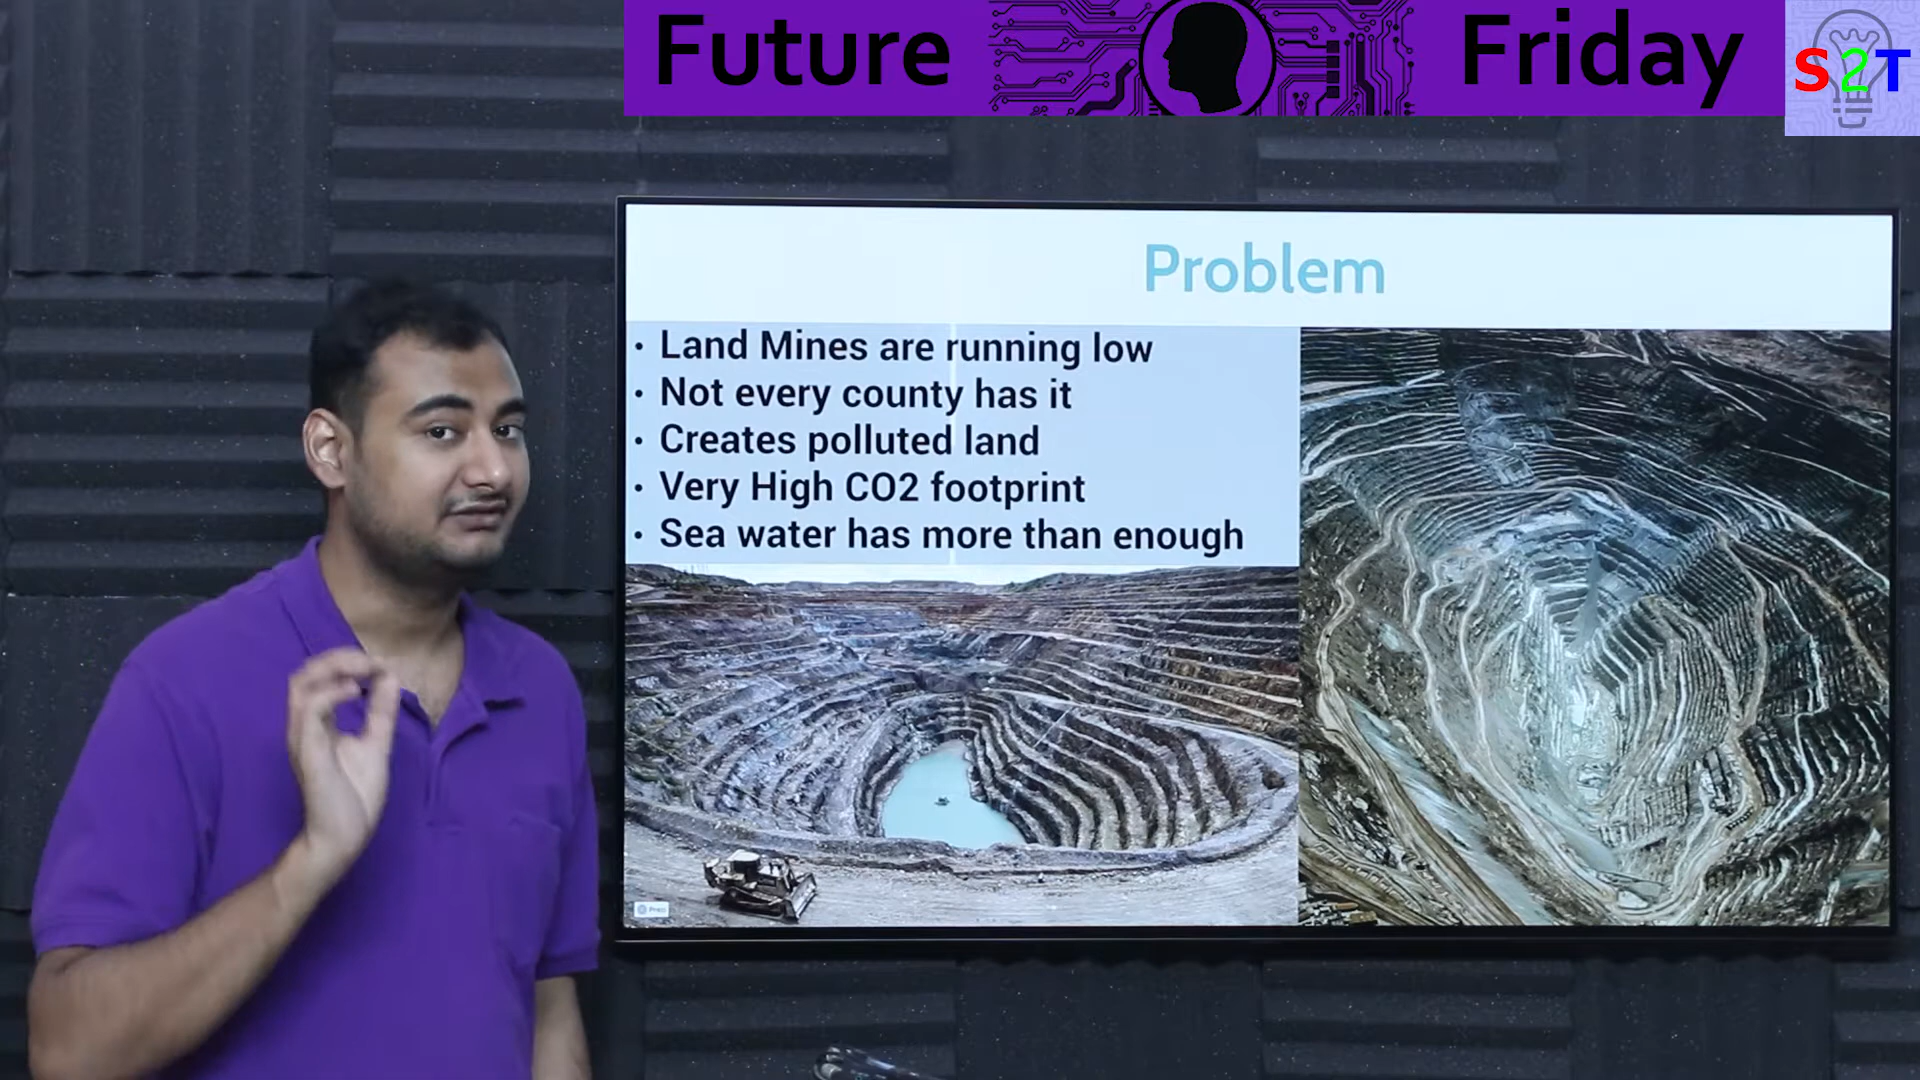 Future Friday
S2T
Problem
• Land Mines are running low
• Not every county has it
• Creates polluted land
• Very High CO2 footprint
• Sea water has more than enough
Prezi